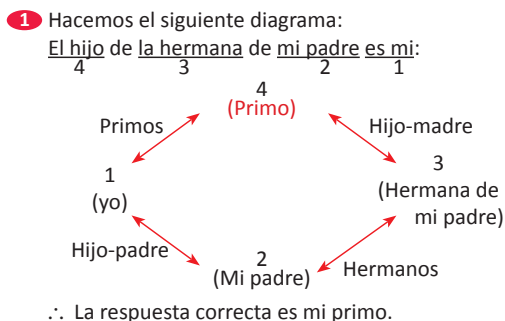 1 Hacemos el siguiente diagrama:
El hijo de la hermana de mi padre es mi:
4 3 2 1
4
(Primo)
Primos
Hijo-madre
1
(yo)
3
(Hermana de
mi padre)
Hijo-padre
2
(Mi padre)
Hermanos
∴ La respuesta correcta es mi primo.